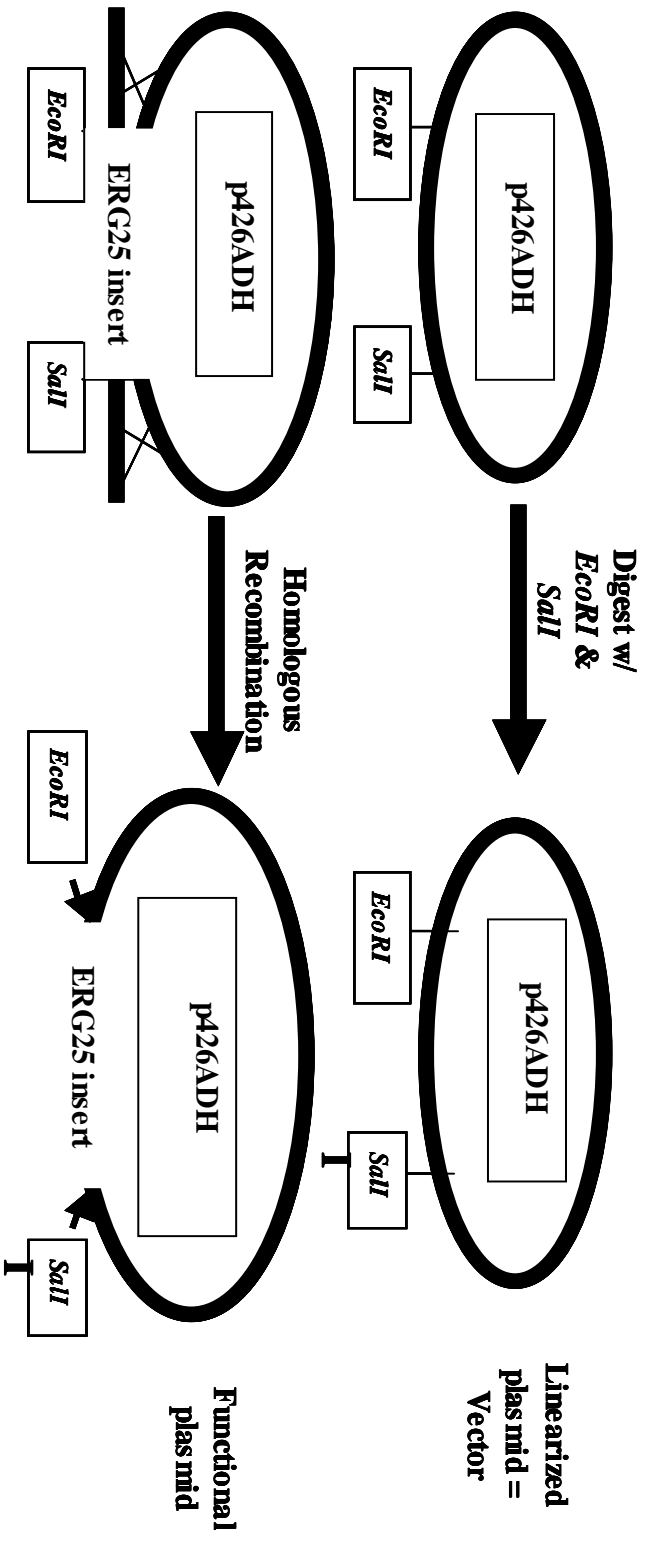 p426ADH
EcoRI
SalI
Digest w/
EcoRI &
SalI
p426ADH
EcoRI
SalI
I
Linearized
plasmid =
Vector
p426ADH
EcoRI
ERG25 insert
SalI
Homologous
Recombination
p426ADH
EcoRI
ERG25 insert
SalI
I
Functional
plasmid